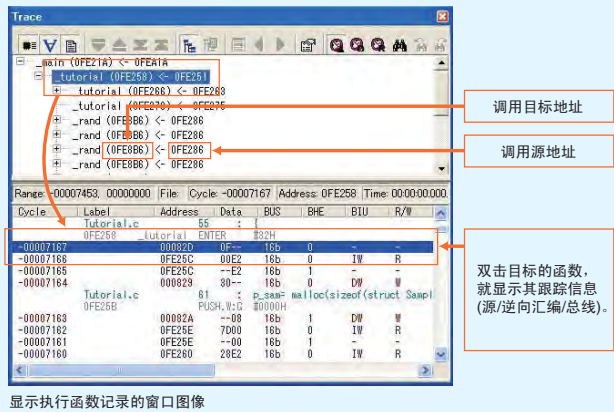 Trace
_main (0FE21A) <- 0FEA1A
_tutorial (0FE258) <- 0FE251
_tutorial (0FE266) <- 0FE263
_tutorial (0FE270) <- 0FE275
_rand (0FE8B6) <- 0FE286
_rand (0FE8B6) <- 0FE286
_rand (0FE8B6) <- 0FE286
_rand (0FE8B6) <- 0FE286
调用目标地址
调用源地址
Range: -00007453, 00000000 File: Cycle: -00007167 Address: 0FE258 Time: 00:00:00.000
Cycle Label Address Data BUS BHE BIU R/W
Tutorial.c 55 : {
0FE258 _tutorial ENTER #32H
-00007167 00082D 0F-- 16b 0 - -
-00007166 0FE25C 00E2 16b 0 IW R
-00007165 0FE25C --E2 16b 1 - -
-00007164 000829 30-- 16b 0 DW W
Tutorial.c 61 : p_sam= malloc(sizeof(struct Sampl
0FE25B PUSH.W:G #0000H
-00007163 00082A --08 16b 1 DW W
-00007162 0FE25E 7D00 16b 0 IW R
-00007161 0FE25E --00 16b 1 - -
-00007160 0FE260 28E2 16b 0 IW R
双击目标的函数，
就显示其跟踪信息
(源/逆向汇编/总线)。
显示执行函数记录的窗口图像